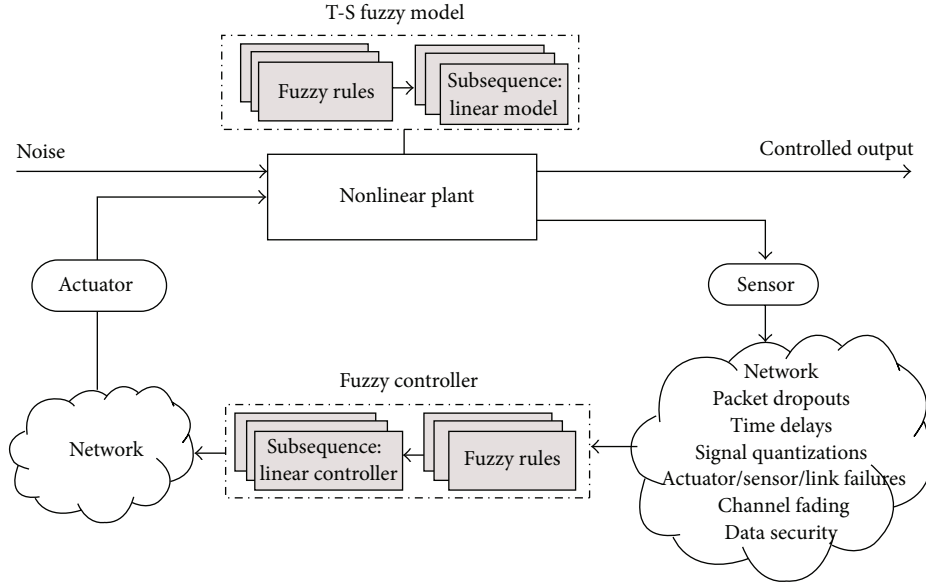 T-S fuzzy model
Fuzzy rules
Subsequence:
linear model
Noise
Controlled output
Nonlinear plant
Actuator
Sensor
Fuzzy controller
Network
Subsequence:
linear controller
Fuzzy rules
Network
Packet dropouts
Time delays
Signal quantizations
Actuator/sensor/link failures
Channel fading
Data security